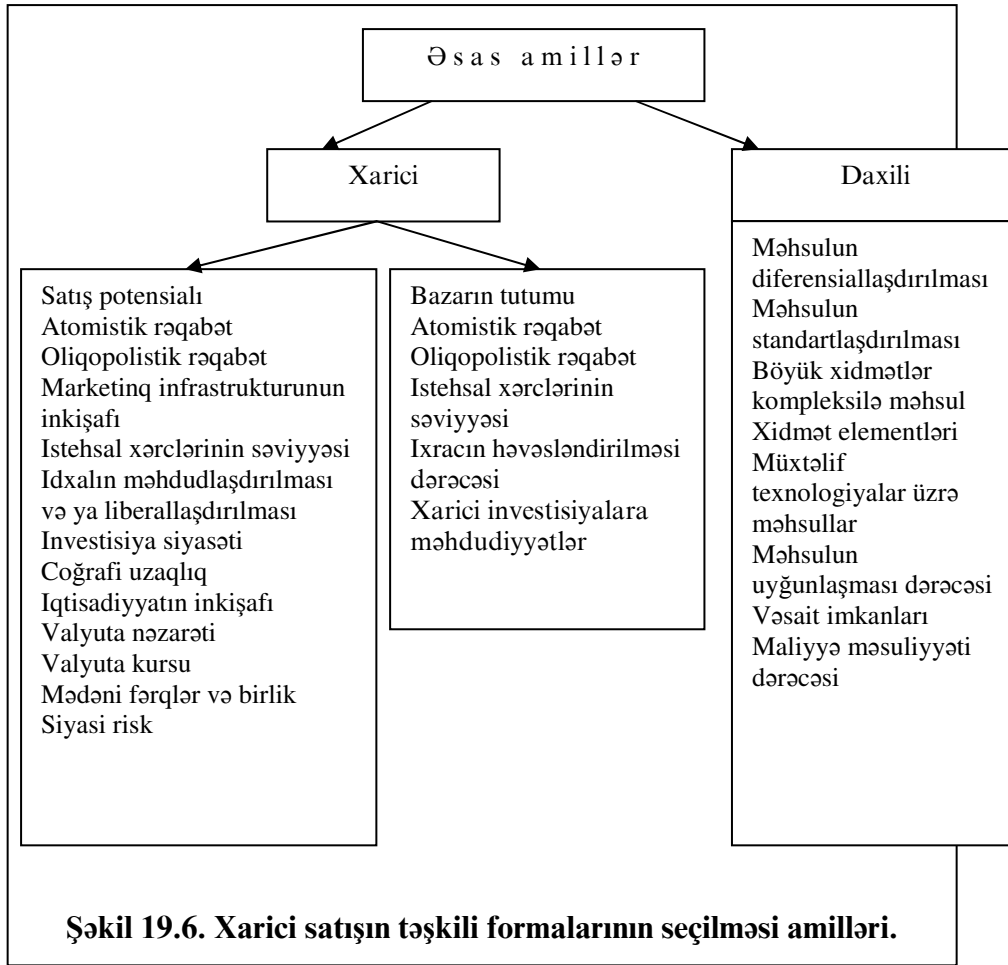 Əsas amillər
Xarici
Daxili
Satış potensialı
Atomistik rəqabət
Oliqopolistik rəqabət
Marketinq infrastrukturunun
inkişafı
Istehsal xərclərinin səviyyəsi
Idxalın məhdudlaşdırılması
və ya liberallaşdırılması
Investisiya siyasəti
Coğrafi uzaqlıq
Iqtisadiyyatın inkişafı
Valyuta nəzarəti
Valyuta kursu
Mədəni fərqlər və birlik
Siyasi risk
Bazarın tutumu
Atomistik rəqabət
Oliqopolistik rəqabət
Istehsal xərclərinin
səviyyəsi
Ixracın həvəsləndirilməsi
dərəcəsi
Xarici investisiyalara
məhdudiyyətlər
Məhsulun
diferensiallaşdırılması
Məhsulun
standartlaşdırılması
Böyük xidmətlər
kompleksilə məhsul
Xidmət elementləri
Müxtəlif
texnologiyalar üzrə
məhsullar
Məhsulun
uyğunlaşması dərəcəsi
Vəsait imkanları
Maliyyə məsuliyyəti
dərəcəsi
Şəkil 19.6. Xarici satışın təşkili formalarının seçilməsi amilləri.